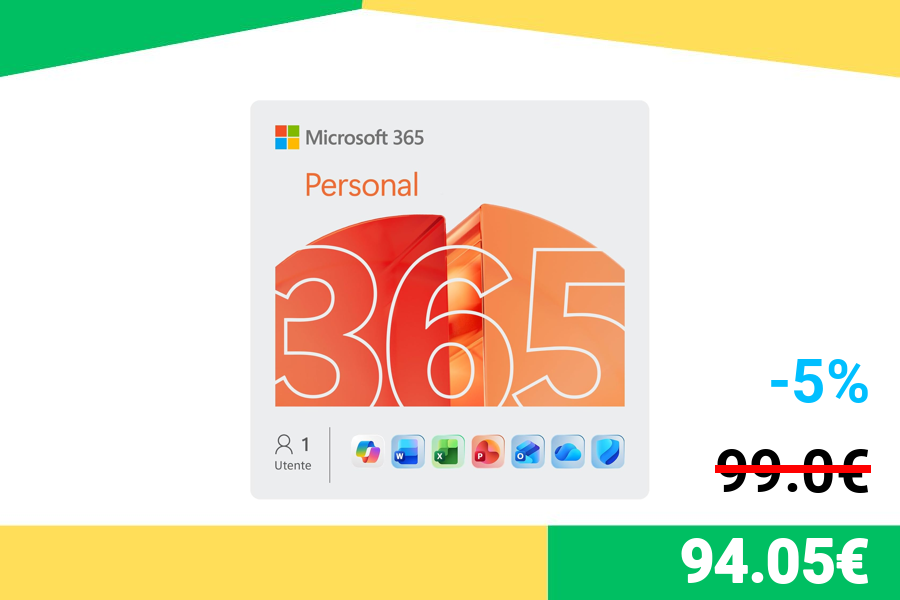 Microsoft 365
Personal
365
1
Utente
W
X
P
O
-5%
99.0€
94.05€